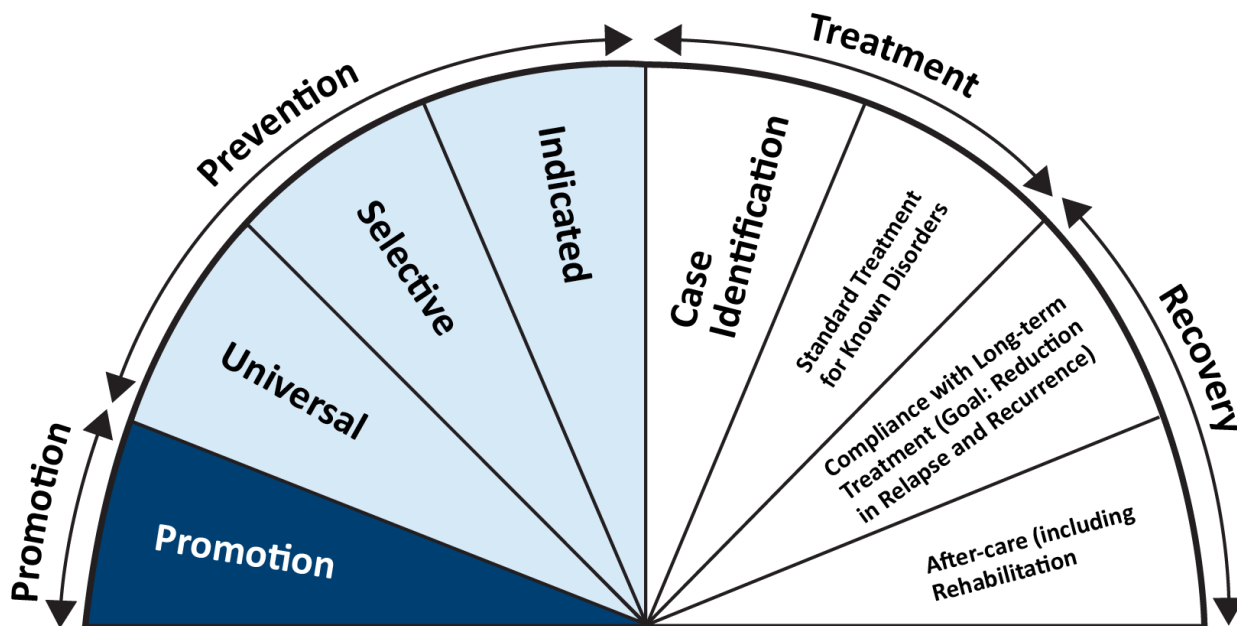 Promotion
Prevention
Treatment
Recovery
Promotion
Universal
Selective
Indicated
Case
Identification
Standard Treatment
for Known Disorders
Compliance with Long-term
Treatment (Goal: Reduction
in Relapse and Recurrence)
After-care (including
Rehabilitation